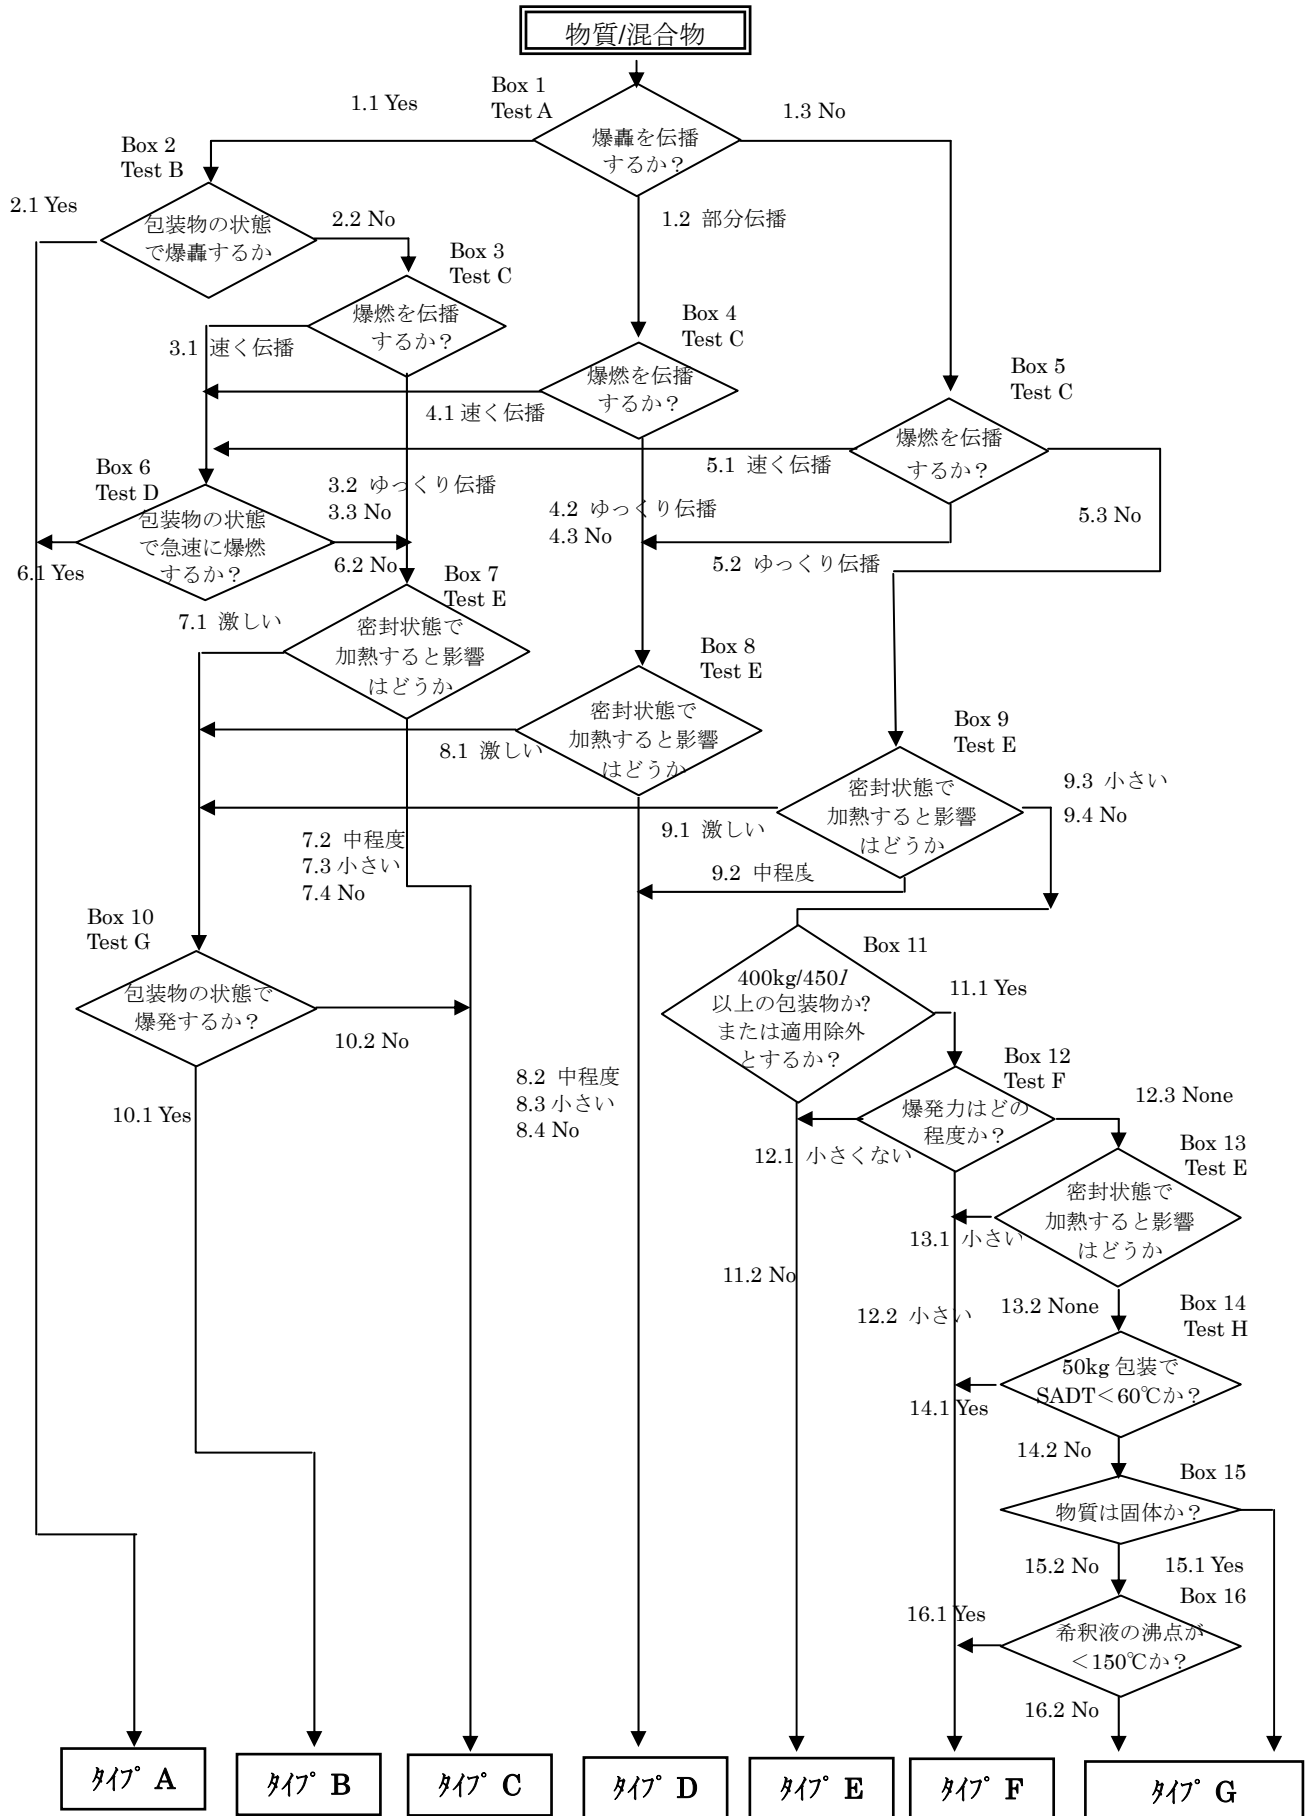 物質/混合物
Box 1
Test A
1.1 Yes
1.3 No
爆轟を伝播
するか？
Box 2
Test B
2.1 Yes
2.2 No
1.2 部分伝播
包装物の状態
で爆轟するか
Box 3
Test C
爆燃を伝播
するか？
3.1 速く伝播
Box 4
Test C
爆燃を伝播
するか？
4.1 速く伝播
Box 5
Test C
爆燃を伝播
するか？
5.1 速く伝播
Box 6
Test D
3.2 ゆっくり伝播
3.3 No
4.2 ゆっくり伝播
4.3 No
5.3 No
包装物の状態
で急速に爆燃
するか？
6.1 Yes
6.2 No
5.2 ゆっくり伝播
Box 7
Test E
7.1 激しい
密封状態で
加熱すると影響
はどうか
Box 8
Test E
密封状態で
加熱すると影響
はどうか
8.1 激しい
Box 9
Test E
密封状態で
加熱すると影響
はどうか
9.3 小さい
9.4 No
9.1 激しい
7.2 中程度
7.3 小さい
7.4 No
9.2 中程度
Box 10
Test G
包装物の状態で
爆発するか？
10.2 No
10.1 Yes
Box 11
400kg/450l
以上の包装物か?
または適用除外
とするか？
11.1 Yes
8.2 中程度
8.3 小さい
8.4 No
Box 12
Test F
爆発力はどの
程度か？
12.3 None
12.1 小さくない
Box 13
Test E
密封状態で
加熱すると影響
はどうか
13.1 小さい
11.2 No
12.2 小さい
13.2 None
Box 14
Test H
50kg 包装で
SADT＜60℃か？
14.1 Yes
14.2 No
Box 15
物質は固体か？
15.2 No
15.1 Yes
Box 16
16.1 Yes
希釈液の沸点が
＜150℃か？
16.2 No
ﾀｲﾌﾟ A
ﾀｲﾌﾟ B
ﾀｲﾌﾟ C
ﾀｲﾌﾟ D
ﾀｲﾌﾟ E
ﾀｲﾌﾟ F
ﾀｲﾌﾟ G